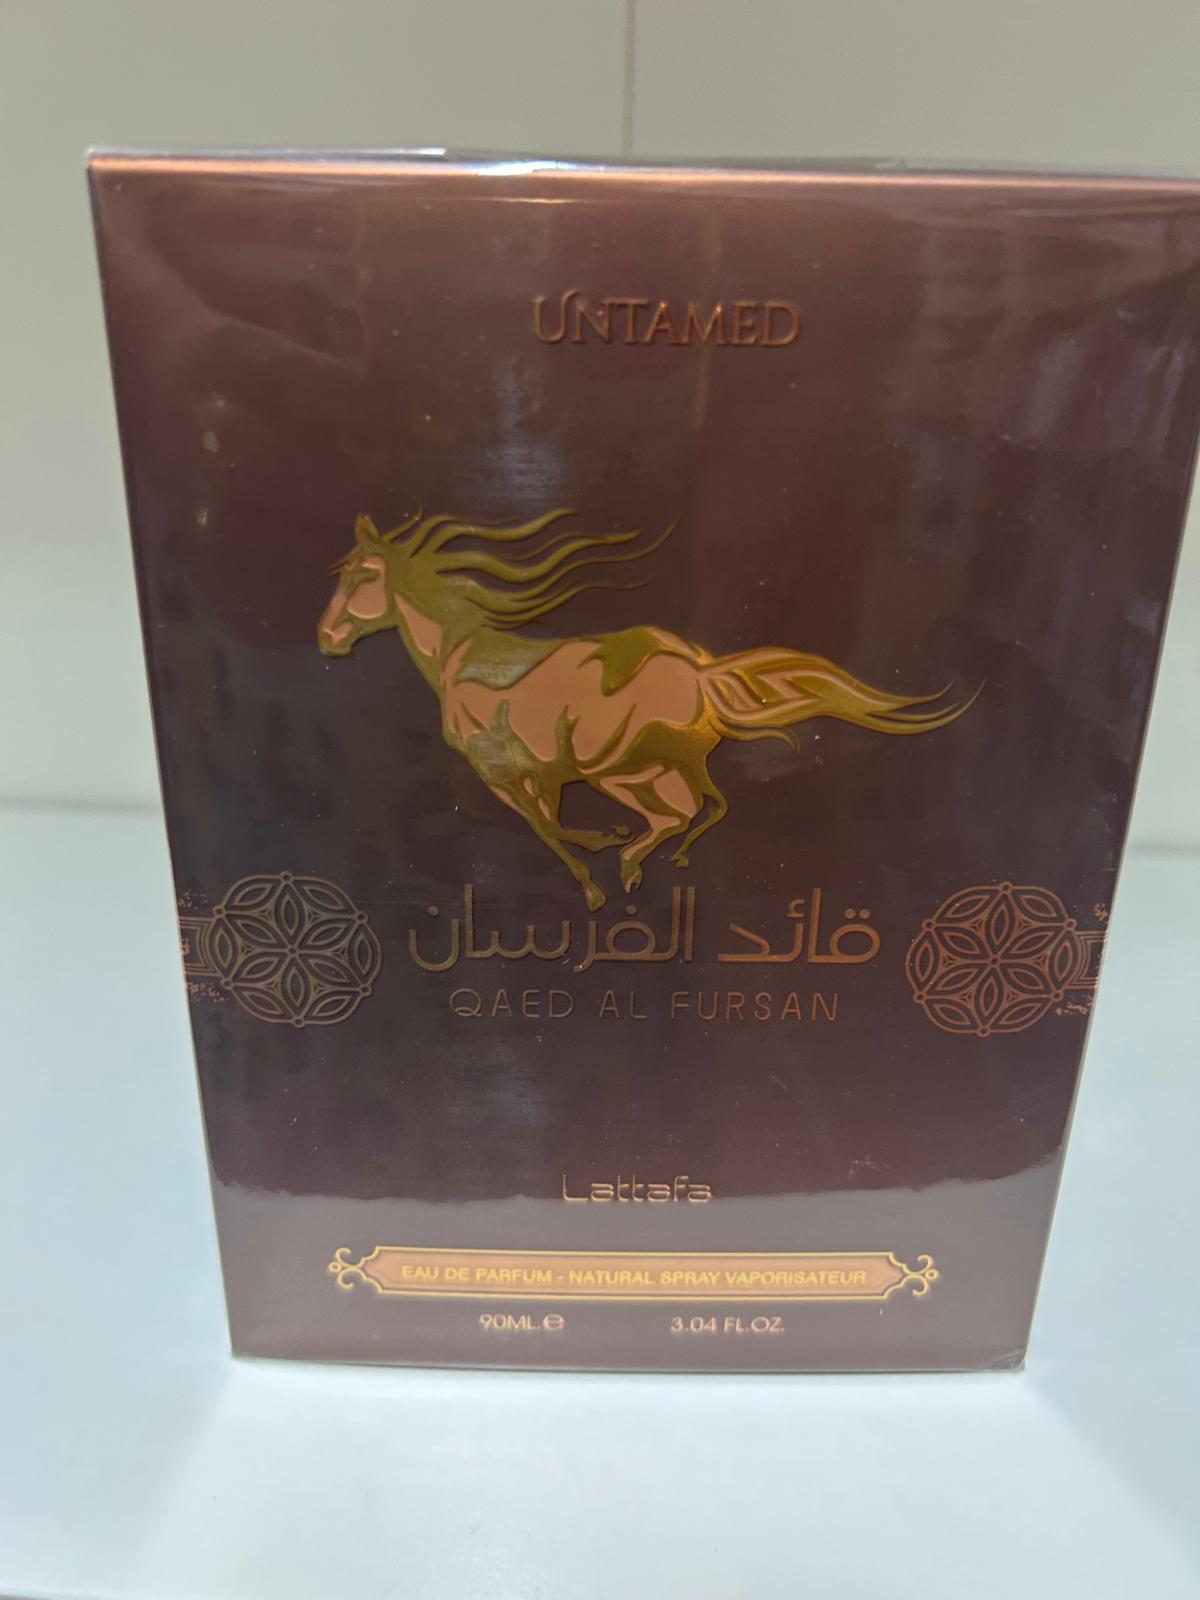 UNTAMED
قائد الفرسان
QAED AL FURSAN
Lattafa
EAU DE PARFUM - NATURAL SPRAY VAPORISATEUR
90ML.℮ 3.04 FL.OZ.